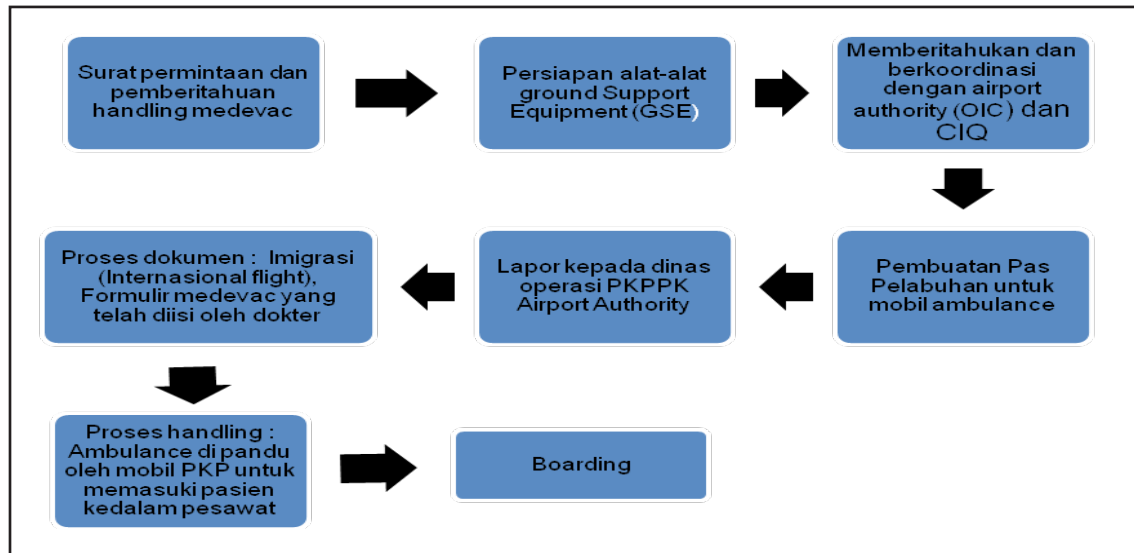 Surat permintaan dan
pemberitahuan
handling medevac
Persiapan alat-alat
ground Support
Equipment (GSE)
Memberitahukan dan
berkoordinasi
dengan airport
authority (OIC) dan
CIQ
Pembuatan Pas
Pelabuhan untuk
mobil ambulance
Lapor kepada dinas
operasi PKPPK
Airport Authority
Proses dokumen : Imigrasi
(Internasional flight),
Formulir medevac yang
telah diisi oleh dokter
Proses handling :
Ambulance di pandu
oleh mobil PKP untuk
memasuki pasien
kedalam pesawat
Boarding